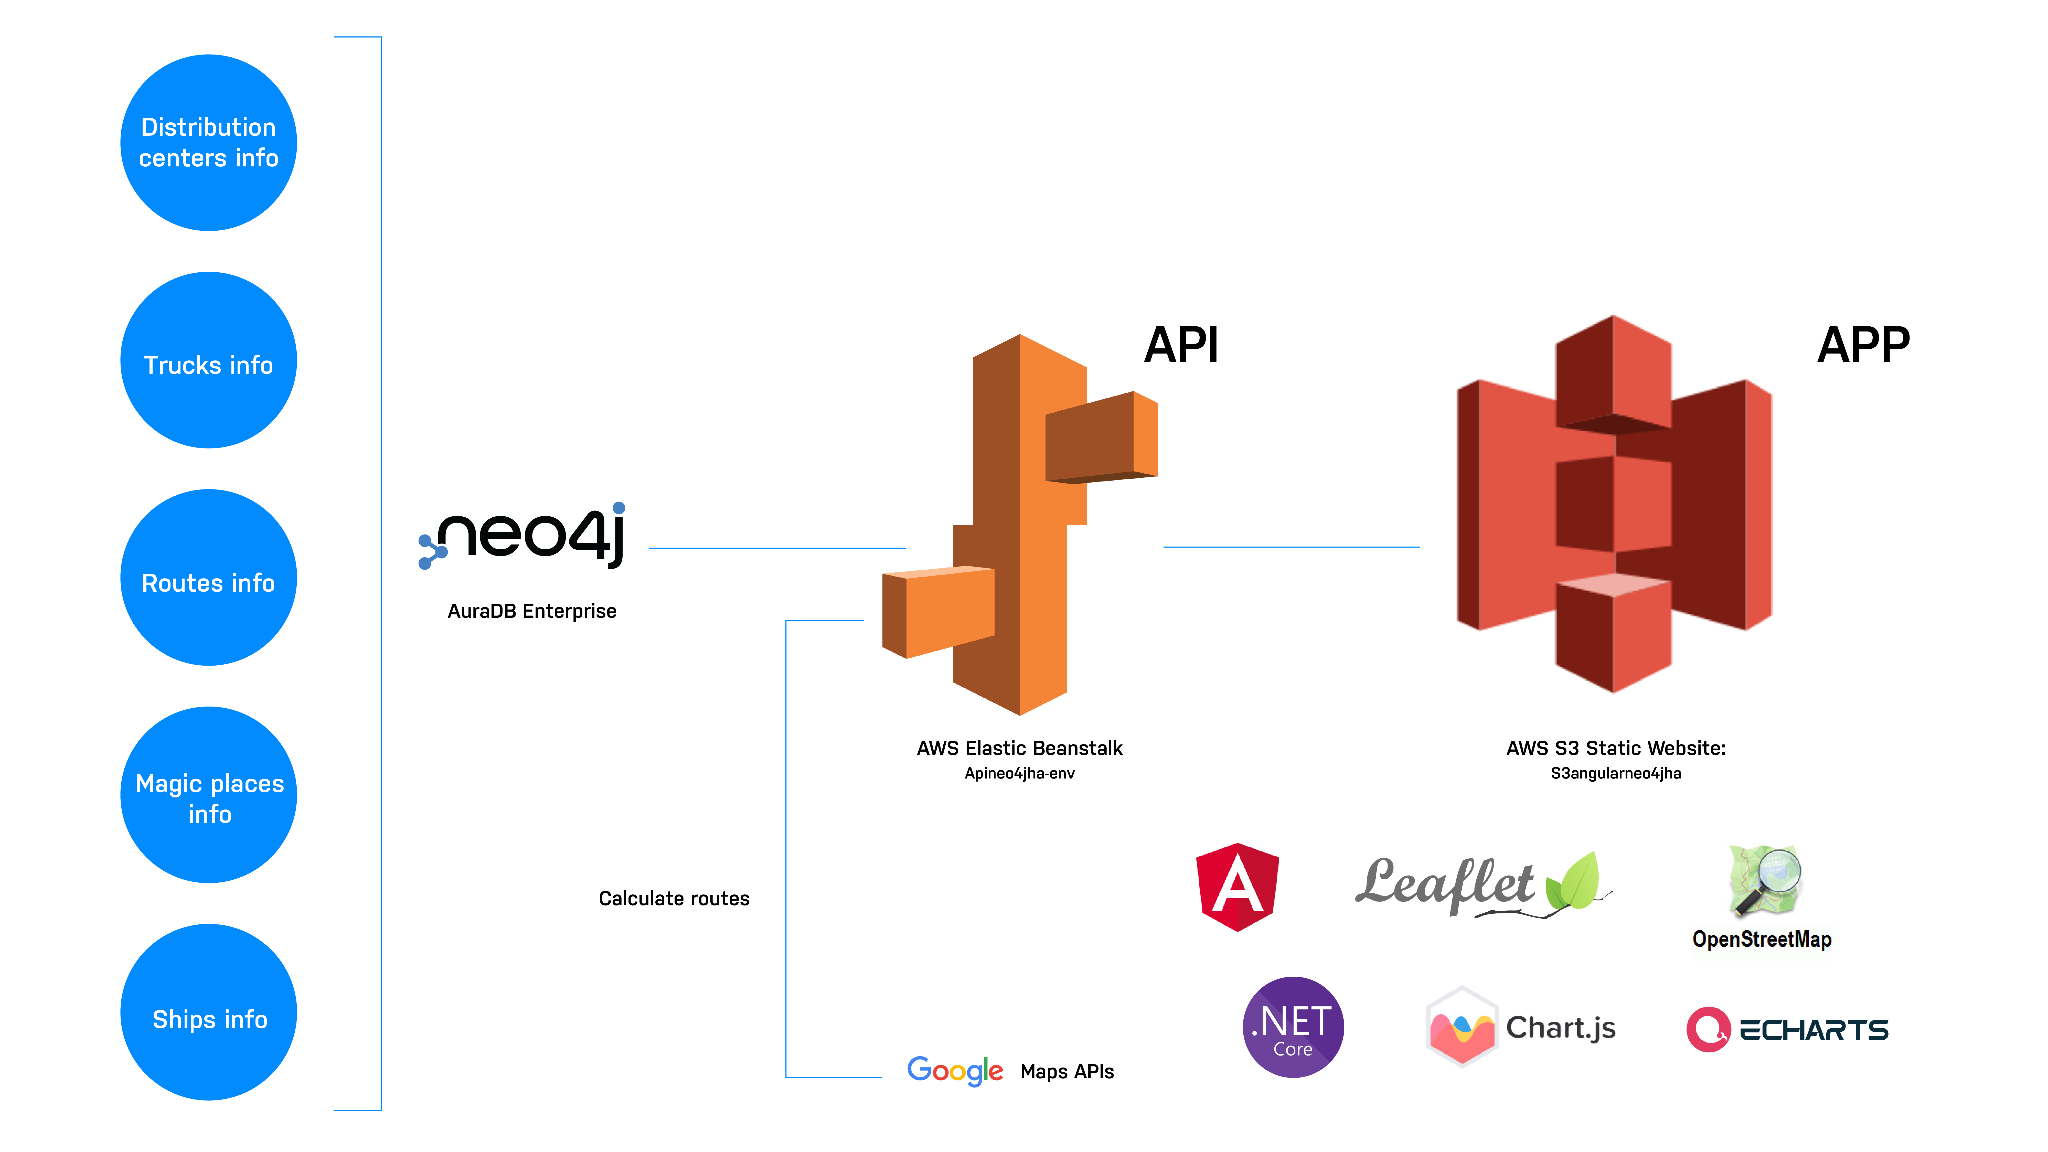 Distribution
centers info
Trucks info
Routes info
Magic places
info
Ships info
neo4j
AuraDB Enterprise
API
AWS Elastic Beanstalk
Apineo4jha-env
APP
AWS S3 Static Website:
S3angularneo4jha
Calculate routes
Google Maps APIs
A
Leaflet
OpenStreetMap
.NET
Core
Chart.js
ECHARTS